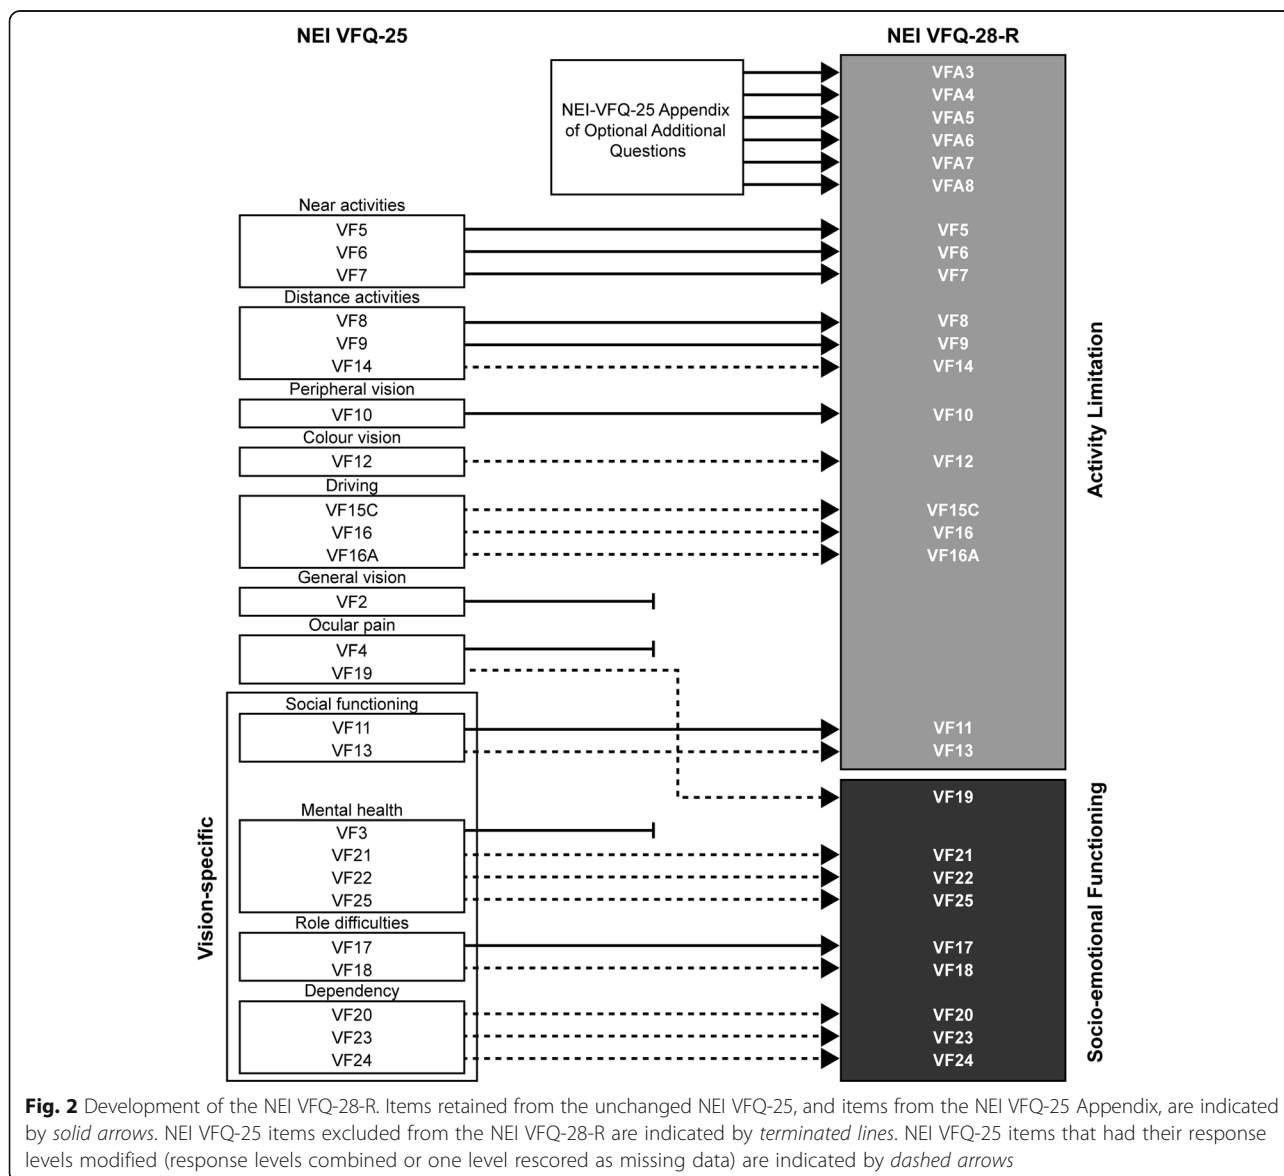 NEI VFQ-25
NEI VFQ-28-R
NEI-VFQ-25 Appendix
of Optional Additional
Questions
VFA3
VFA4
VFA5
VFA6
VFA7
VFA8
Near activities
VF5
VF6
VF7
VF5
VF6
VF7
Distance activities
VF8
VF9
VF14
VF8
VF9
VF14
Peripheral vision
VF10
VF10
Colour vision
VF12
VF12
Driving
VF15C
VF16
VF16A
VF15C
VF16
VF16A
General vision
VF2
Ocular pain
VF4
VF19
Activity Limitation
Vision-specific
Social functioning
VF11
VF13
VF11
VF13
VF19
Mental health
VF3
VF21
VF22
VF25
VF21
VF22
VF25
Role difficulties
VF17
VF18
VF17
VF18
Dependency
VF20
VF23
VF24
VF20
VF23
VF24
Socio-emotional Functioning
Fig. 2 Development of the NEI VFQ-28-R. Items retained from the unchanged NEI VFQ-25, and items from the NEI VFQ-25 Appendix, are indicated
by solid arrows. NEI VFQ-25 items excluded from the NEI VFQ-28-R are indicated by terminated lines. NEI VFQ-25 items that had their response
levels modified (response levels combined or one level rescored as missing data) are indicated by dashed arrows